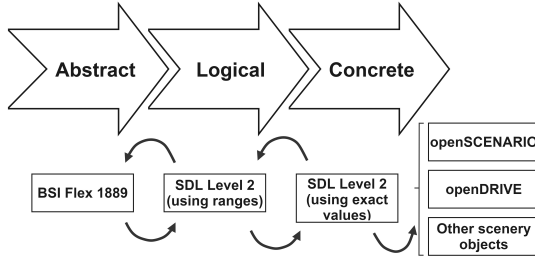 Abstract
Logical
Concrete
BSI Flex 1889
SDL Level 2
(using ranges)
SDL Level 2
(using exact
values)
openSCENARIO
openDRIVE
Other scenery
objects